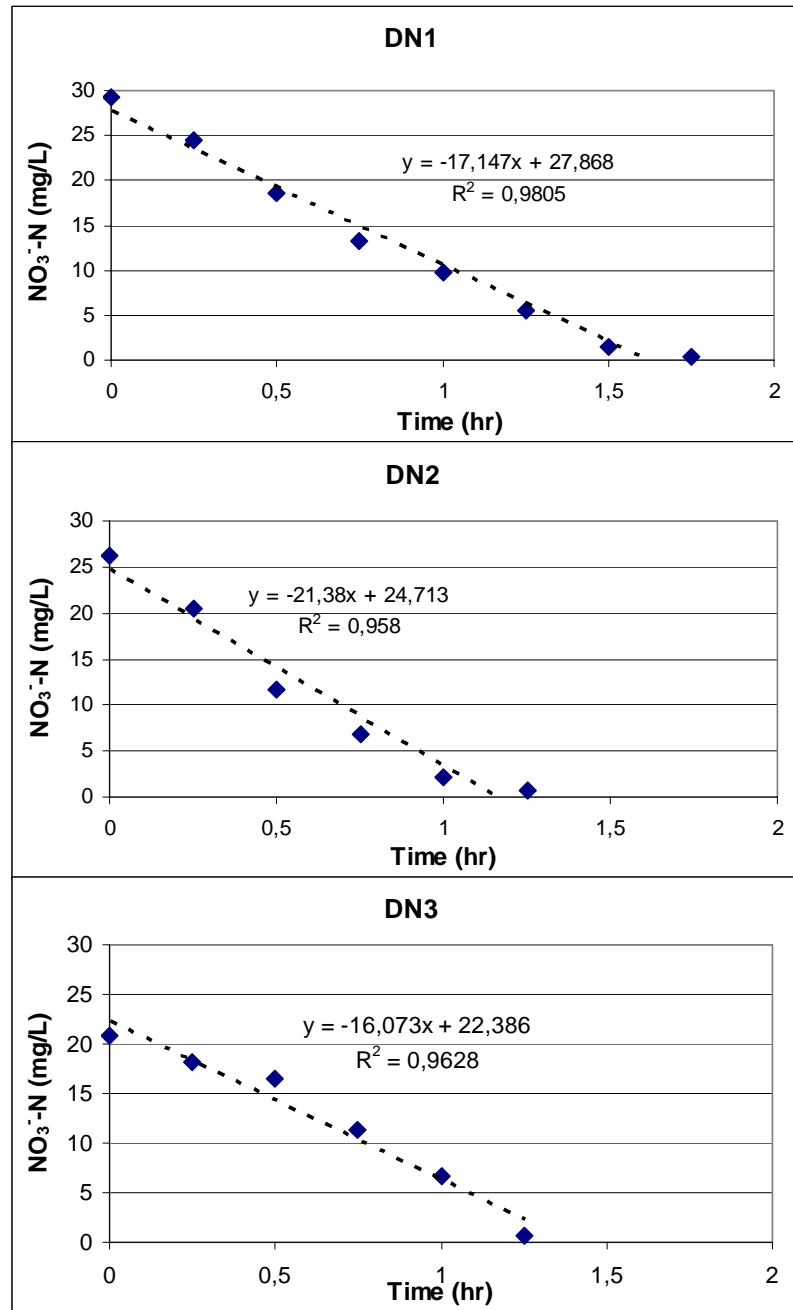 DN1
30
25
20
15
10
5
0
NO₃⁻-N (mg/L)
y = -17,147x + 27,868
R² = 0,9805
0 0,5 1 1,5 2
Time (hr)
DN2
30
25
20
15
10
5
0
NO₃⁻-N (mg/L)
y = -21,38x + 24,713
R² = 0,958
0 0,5 1 1,5 2
Time (hr)
DN3
30
25
20
15
10
5
0
NO₃⁻-N (mg/L)
y = -16,073x + 22,386
R² = 0,9628
0 0,5 1 1,5 2
Time (hr)